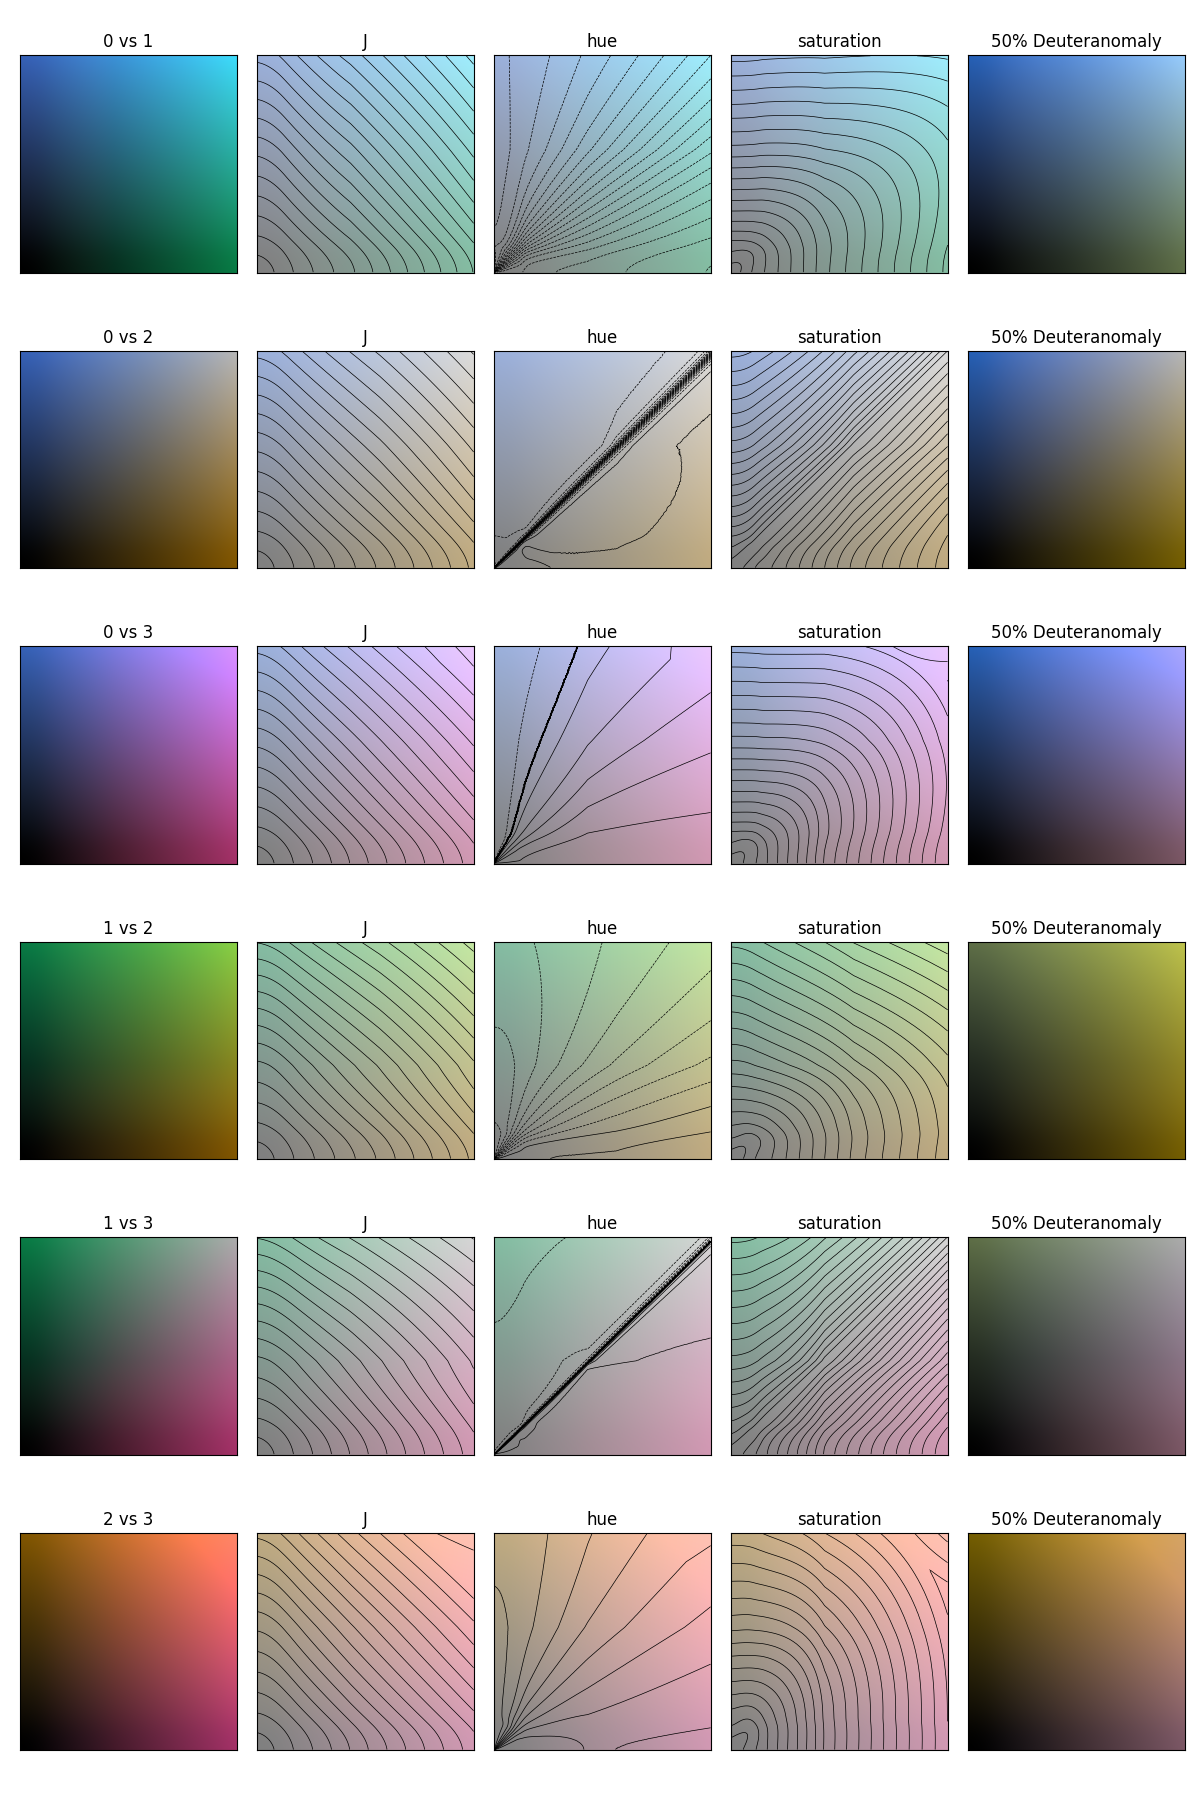 0 vs 1 J hue saturation 50% Deuteranomaly
0 vs 2 J hue saturation 50% Deuteranomaly
0 vs 3 J hue saturation 50% Deuteranomaly
1 vs 2 J hue saturation 50% Deuteranomaly
1 vs 3 J hue saturation 50% Deuteranomaly
2 vs 3 J hue saturation 50% Deuteranomaly